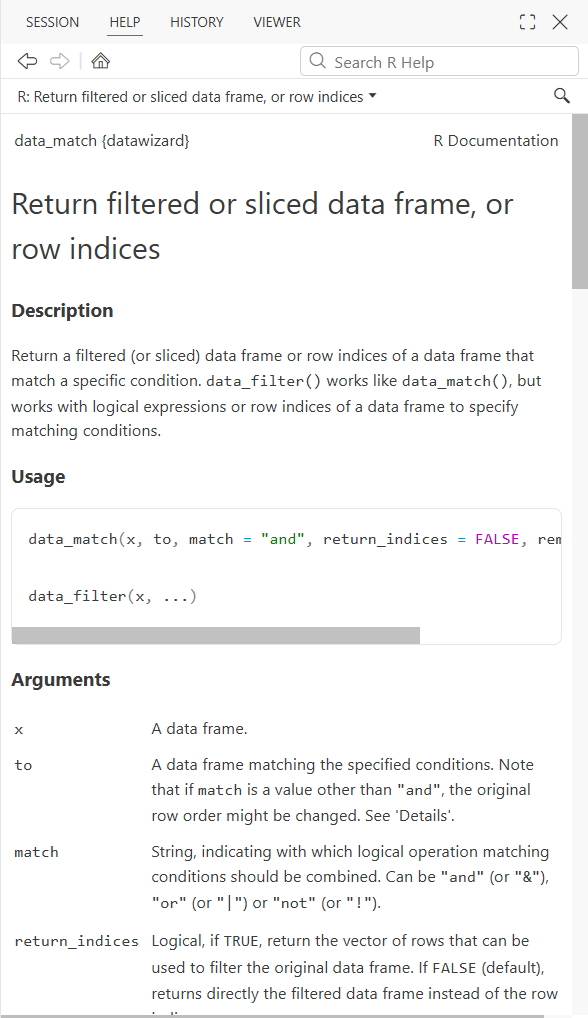 SESSION HELP HISTORY VIEWER
Search R Help
R: Return filtered or sliced data frame, or row indices
data_match {datawizard} R Documentation
Return filtered or sliced data frame, or
row indices
Description
Return a filtered (or sliced) data frame or row indices of a data frame that
match a specific condition. data_filter() works like data_match(), but
works with logical expressions or row indices of a data frame to specify
matching conditions.
Usage
data_match(x, to, match = "and", return_indices = FALSE,
data_filter(x, ...)
Arguments
x A data frame.
to A data frame matching the specified conditions. Note
that if match is a value other than "and", the original
row order might be changed. See 'Details'.
match String, indicating with which logical operation matching
conditions should be combined. Can be "and" (or "&"),
"or" (or "|") or "not" (or "!").
return_indices Logical, if TRUE, return the vector of rows that can be
used to filter the original data frame. If FALSE (default),
returns directly the filtered data frame instead of the row